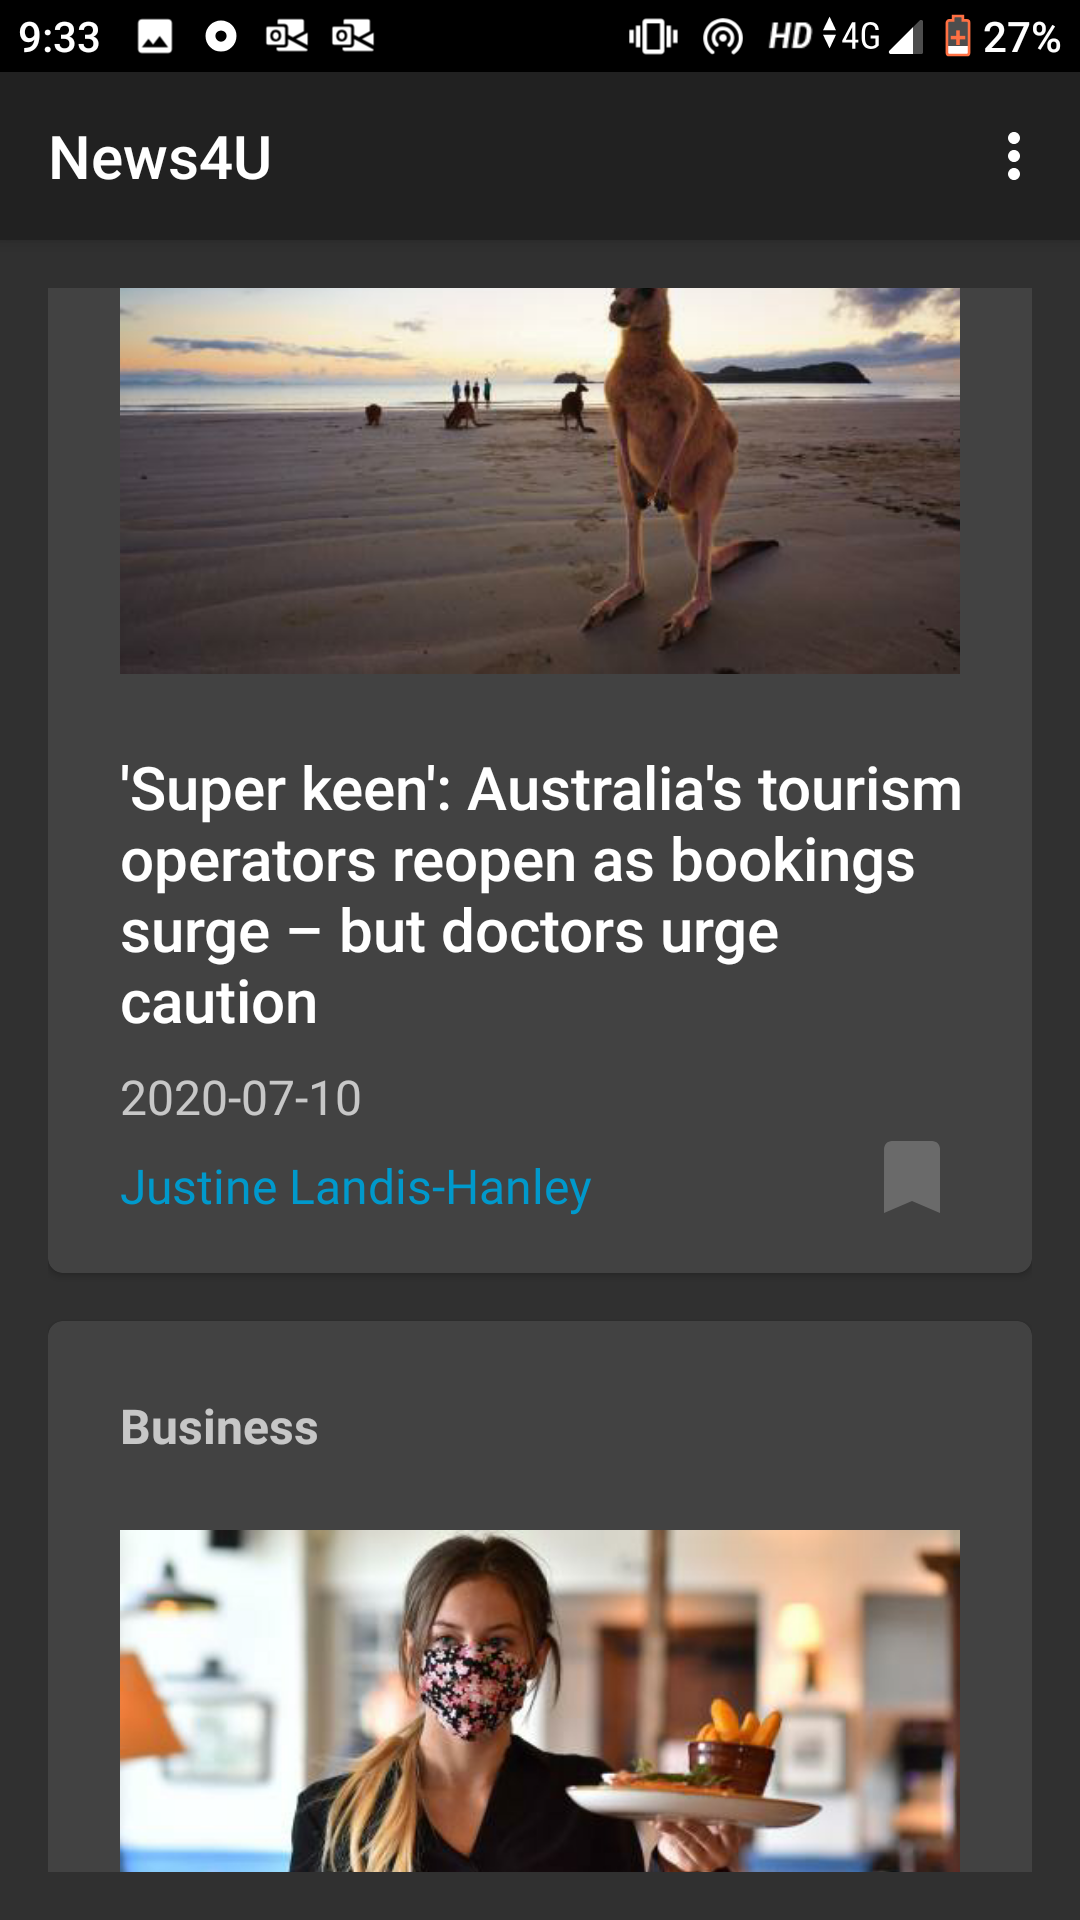 9:33 HD 4G 27%
News4U
'Super keen': Australia's tourism
operators reopen as bookings
surge – but doctors urge
caution
2020-07-10
Justine Landis-Hanley
Business